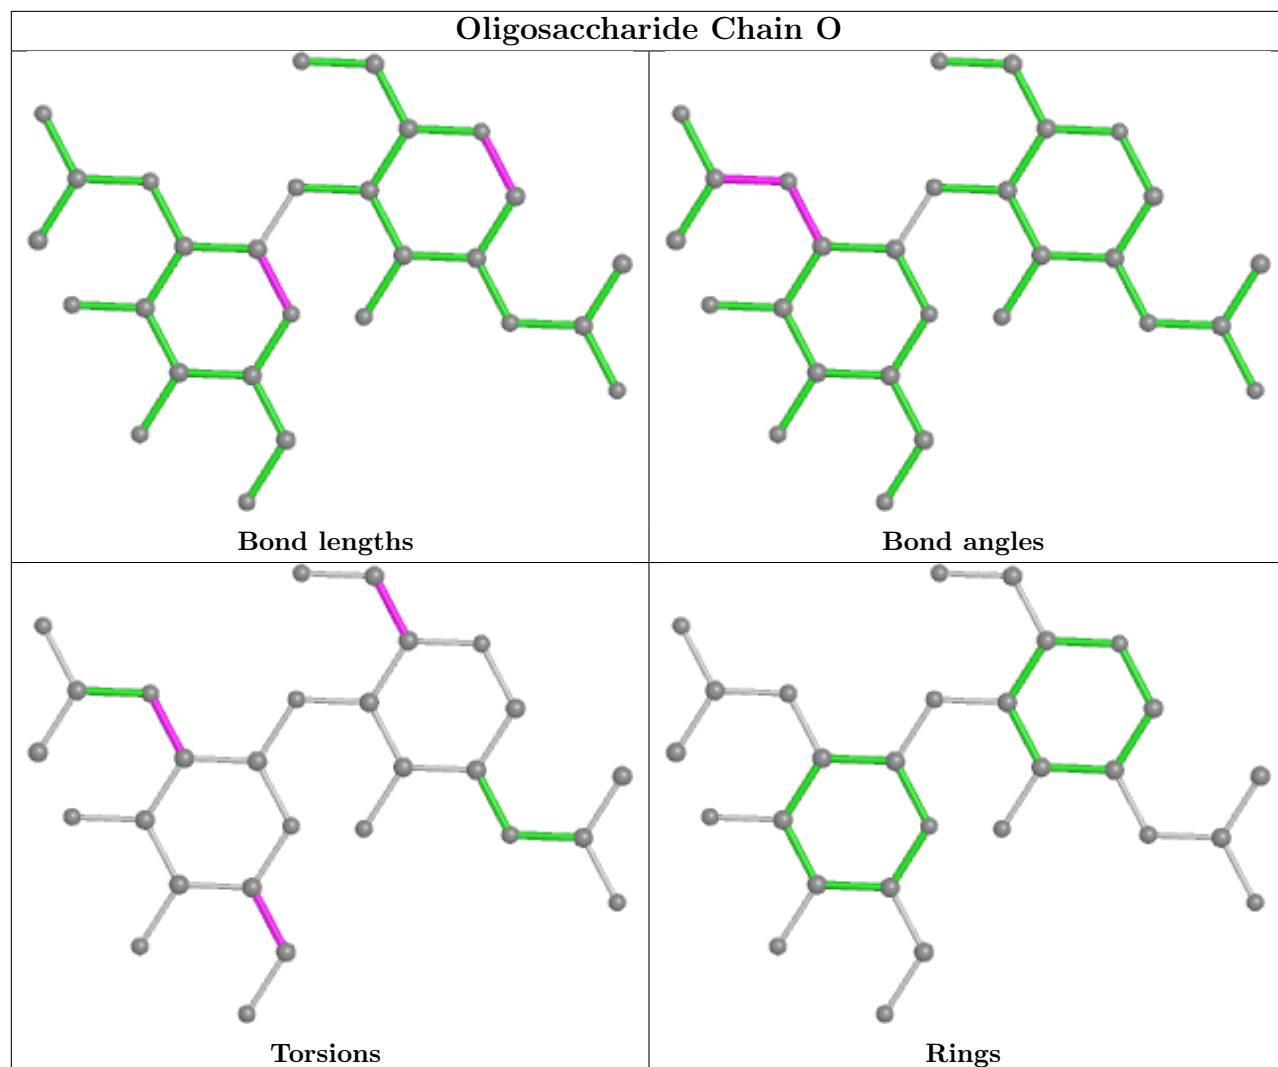 Oligosaccharide Chain O
Bond lengths
Bond angles
Torsions
Rings